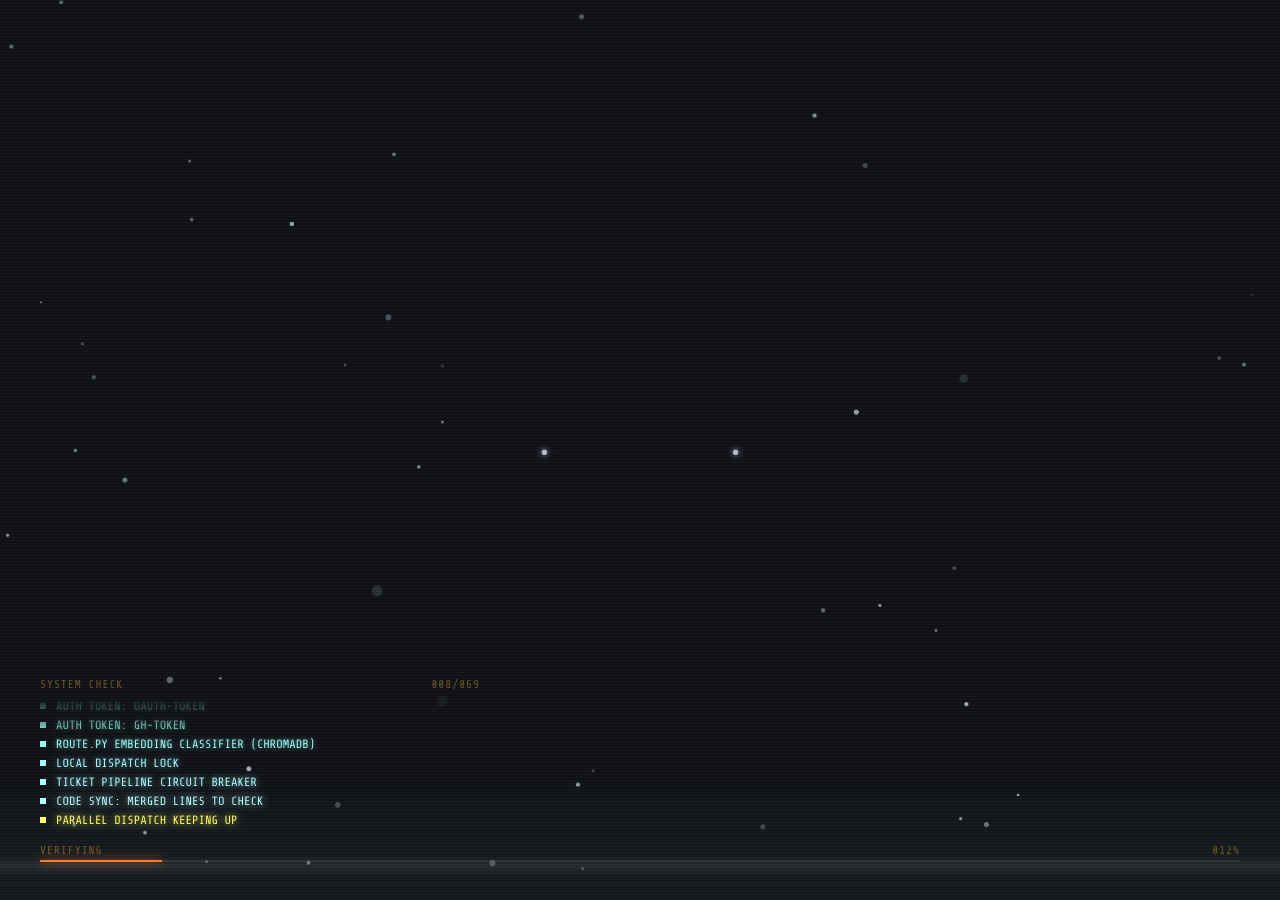 SYSTEM CHECK 008/069
AUTH TOKEN: OAUTH-TOKEN
AUTH TOKEN: GH-TOKEN
ROUTE.PY EMBEDDING CLASSIFIER (CHROMADB)
LOCAL DISPATCH LOCK
TICKET PIPELINE CIRCUIT BREAKER
CODE SYNC: MERGED LINES TO CHECK
PARALLEL DISPATCH KEEPING UP
VERIFYING 012%